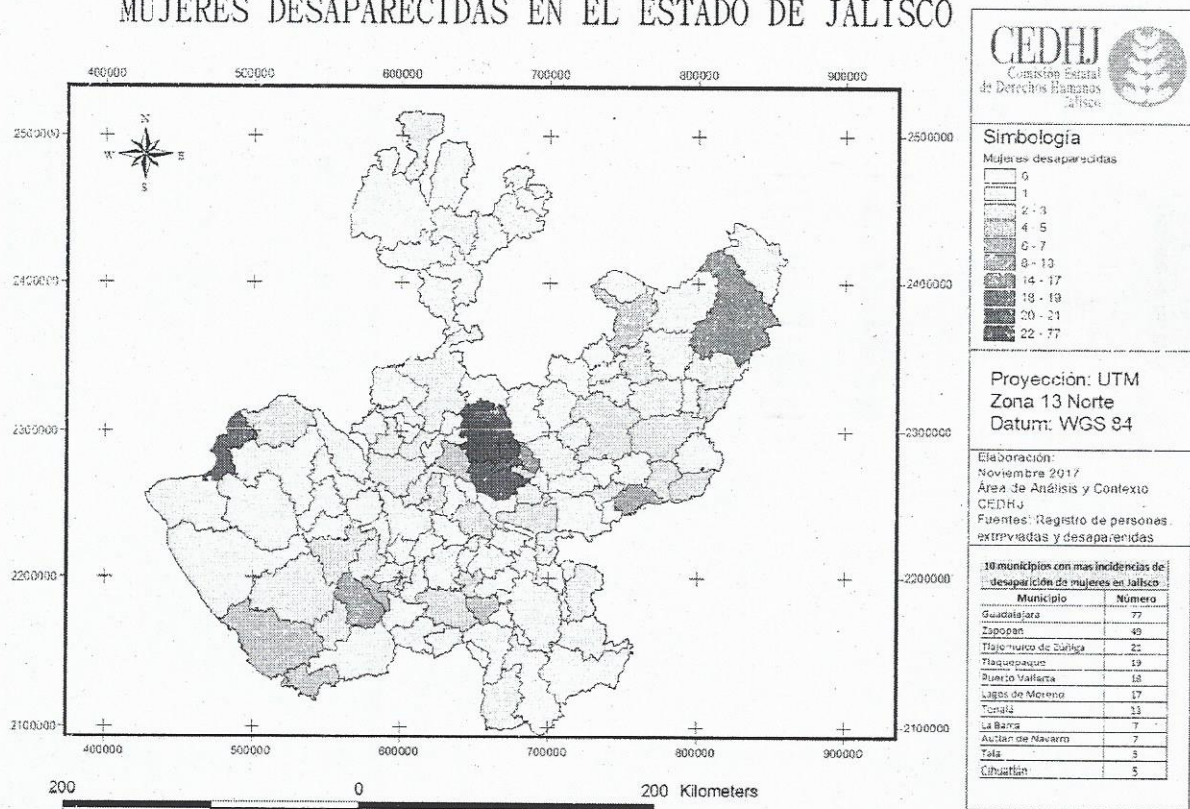 MUJERES DESAPARECIDAS EN EL ESTADO DE JALISCO
400000 500000 600000 700000 800000 900000
2500000 2500000
N
W E
S
2400000 2400000
2300000 2300000
2200000 2200000
2100000 2100000
400000 500000 600000 700000 800000 900000
200 0 200 Kilometers
CEDHJ
Comisión Estatal
de Derechos Humanos
Jalisco
Simbología
Mujeres desaparecidas
0
1
2 - 3
4 - 5
6 - 7
8 - 13
14 - 17
18 - 19
20 - 21
22 - 77
Proyección: UTM
Zona 13 Norte
Datum: WGS 84
Elaboración:
Noviembre 2017
Área de Análisis y Contexto
CEDHJ
Fuentes: Registro de personas
extraviadas y desaparecidas
10 municipios con mas incidencias de
desaparición de mujeres en Jalisco
Municipio Número
Guadalajara 77
Zapopan 49
Tlajomulco de Zúñiga 21
Tlaquepaque 19
Puerto Vallarta 18
Lagos de Moreno 17
Tonalá 13
La Barca 7
Autlán de Navarro 7
Tala 5
Cihuatlán 5